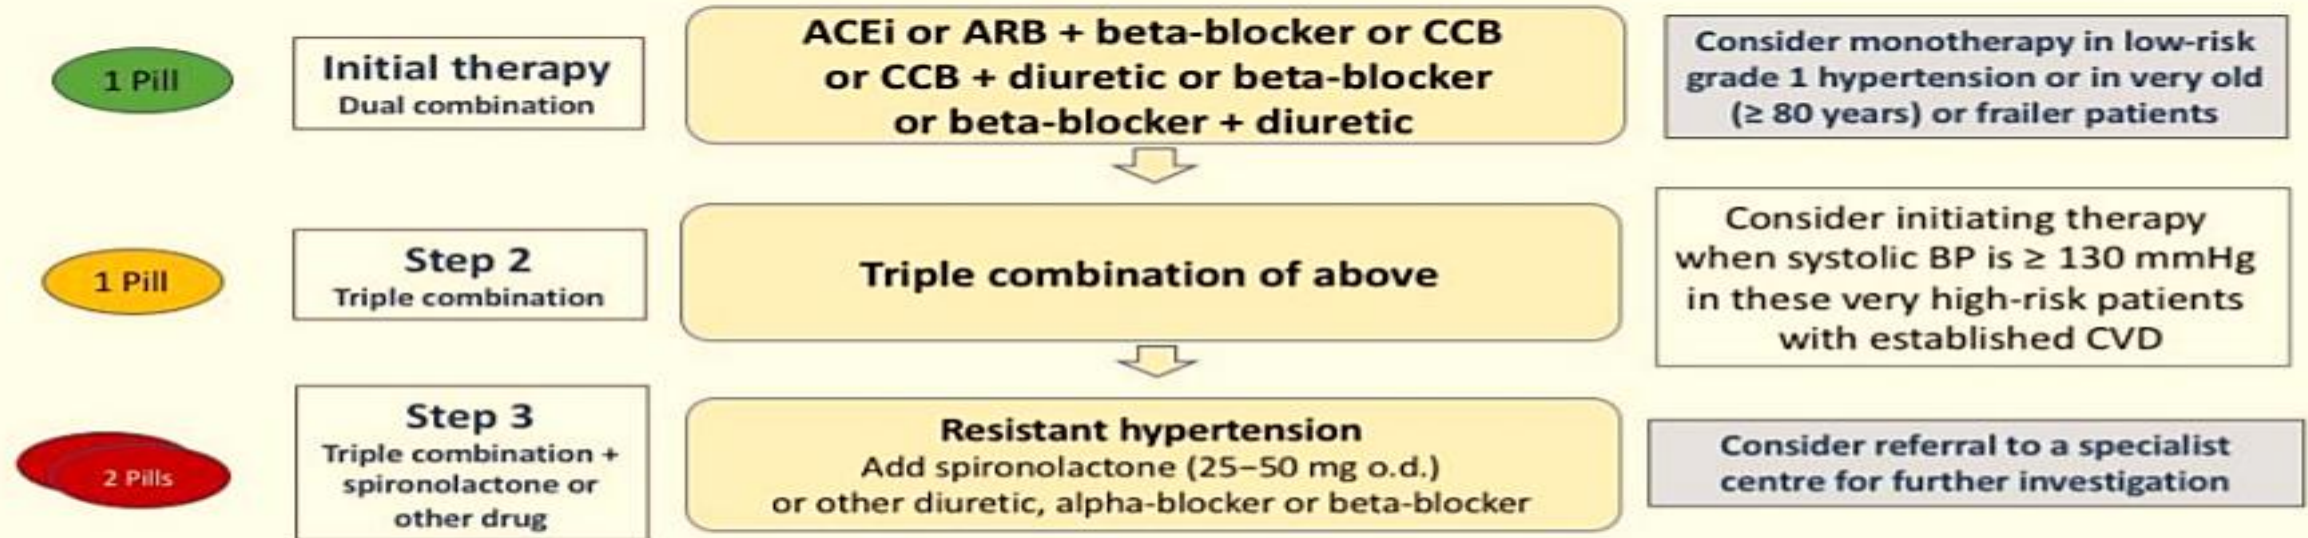 1 Pill
Initial therapy
Dual combination
ACEi or ARB + beta-blocker or CCB
or CCB + diuretic or beta-blocker
or beta-blocker + diuretic
Consider monotherapy in low-risk
grade 1 hypertension or in very old
(≥ 80 years) or frailer patients
1 Pill
Step 2
Triple combination
Triple combination of above
Consider initiating therapy
when systolic BP is ≥ 130 mmHg
in these very high-risk patients
with established CVD
2 Pills
Step 3
Triple combination +
spironolactone or
other drug
Resistant hypertension
Add spironolactone (25–50 mg o.d.)
or other diuretic, alpha-blocker or beta-blocker
Consider referral to a specialist
centre for further investigation